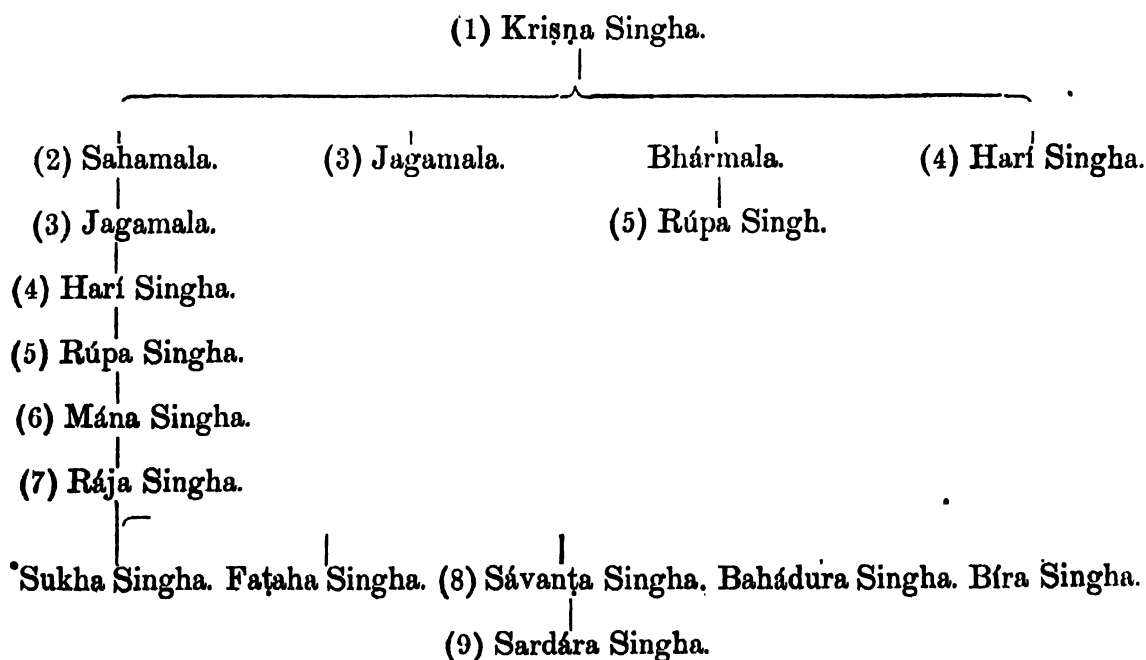 (1) Kriṣṇa Singha.
(2) Sahamala. (3) Jagamala. Bhármala. (4) Harí Singha.
(3) Jagamala. (5) Rúpa Singh.
(4) Harí Singha.
(5) Rúpa Singha.
(6) Mána Singha.
(7) Rája Singha.
Sukha Singha. Faṭaha Singha. (8) Sávanṭa Singha. Bahádura Singha. Bíra Singha.
(9) Sardára Singha.